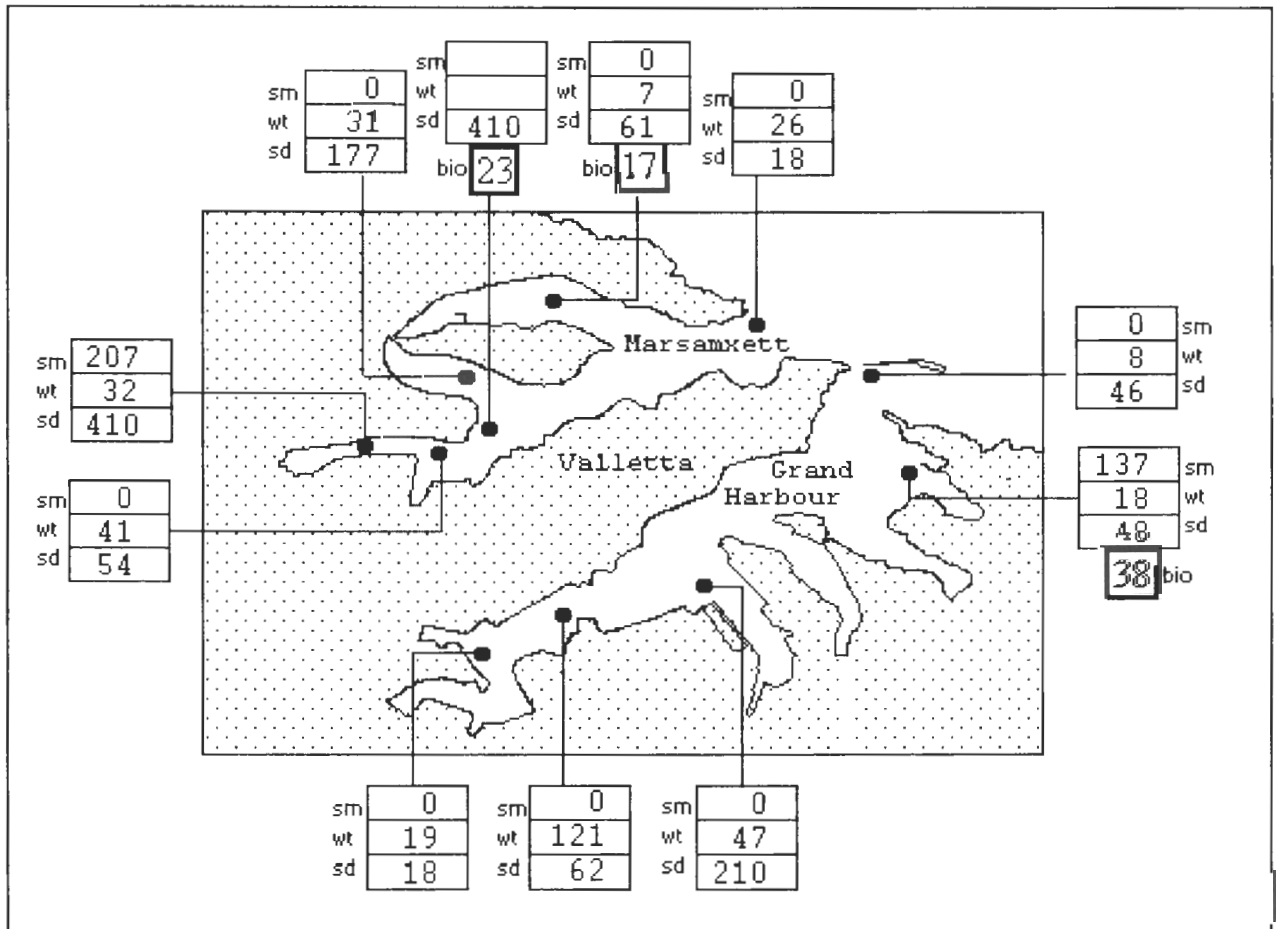 sm 0
wt 31
sd 177
sm
wt
sd 410
bio 23
sm 0
wt 7
sd 61
bio 17
sm 0
wt 26
sd 18
Marsamxett
0 sm
8 wt
46 sd
sm 207
wt 32
sd 410
Valletta
Grand
Harbour
137 sm
18 wt
48 sd
38 bio
sm 0
wt 41
sd 54
sm 0
wt 19
sd 18
sm 0
wt 121
sd 62
sm 0
wt 47
sd 210